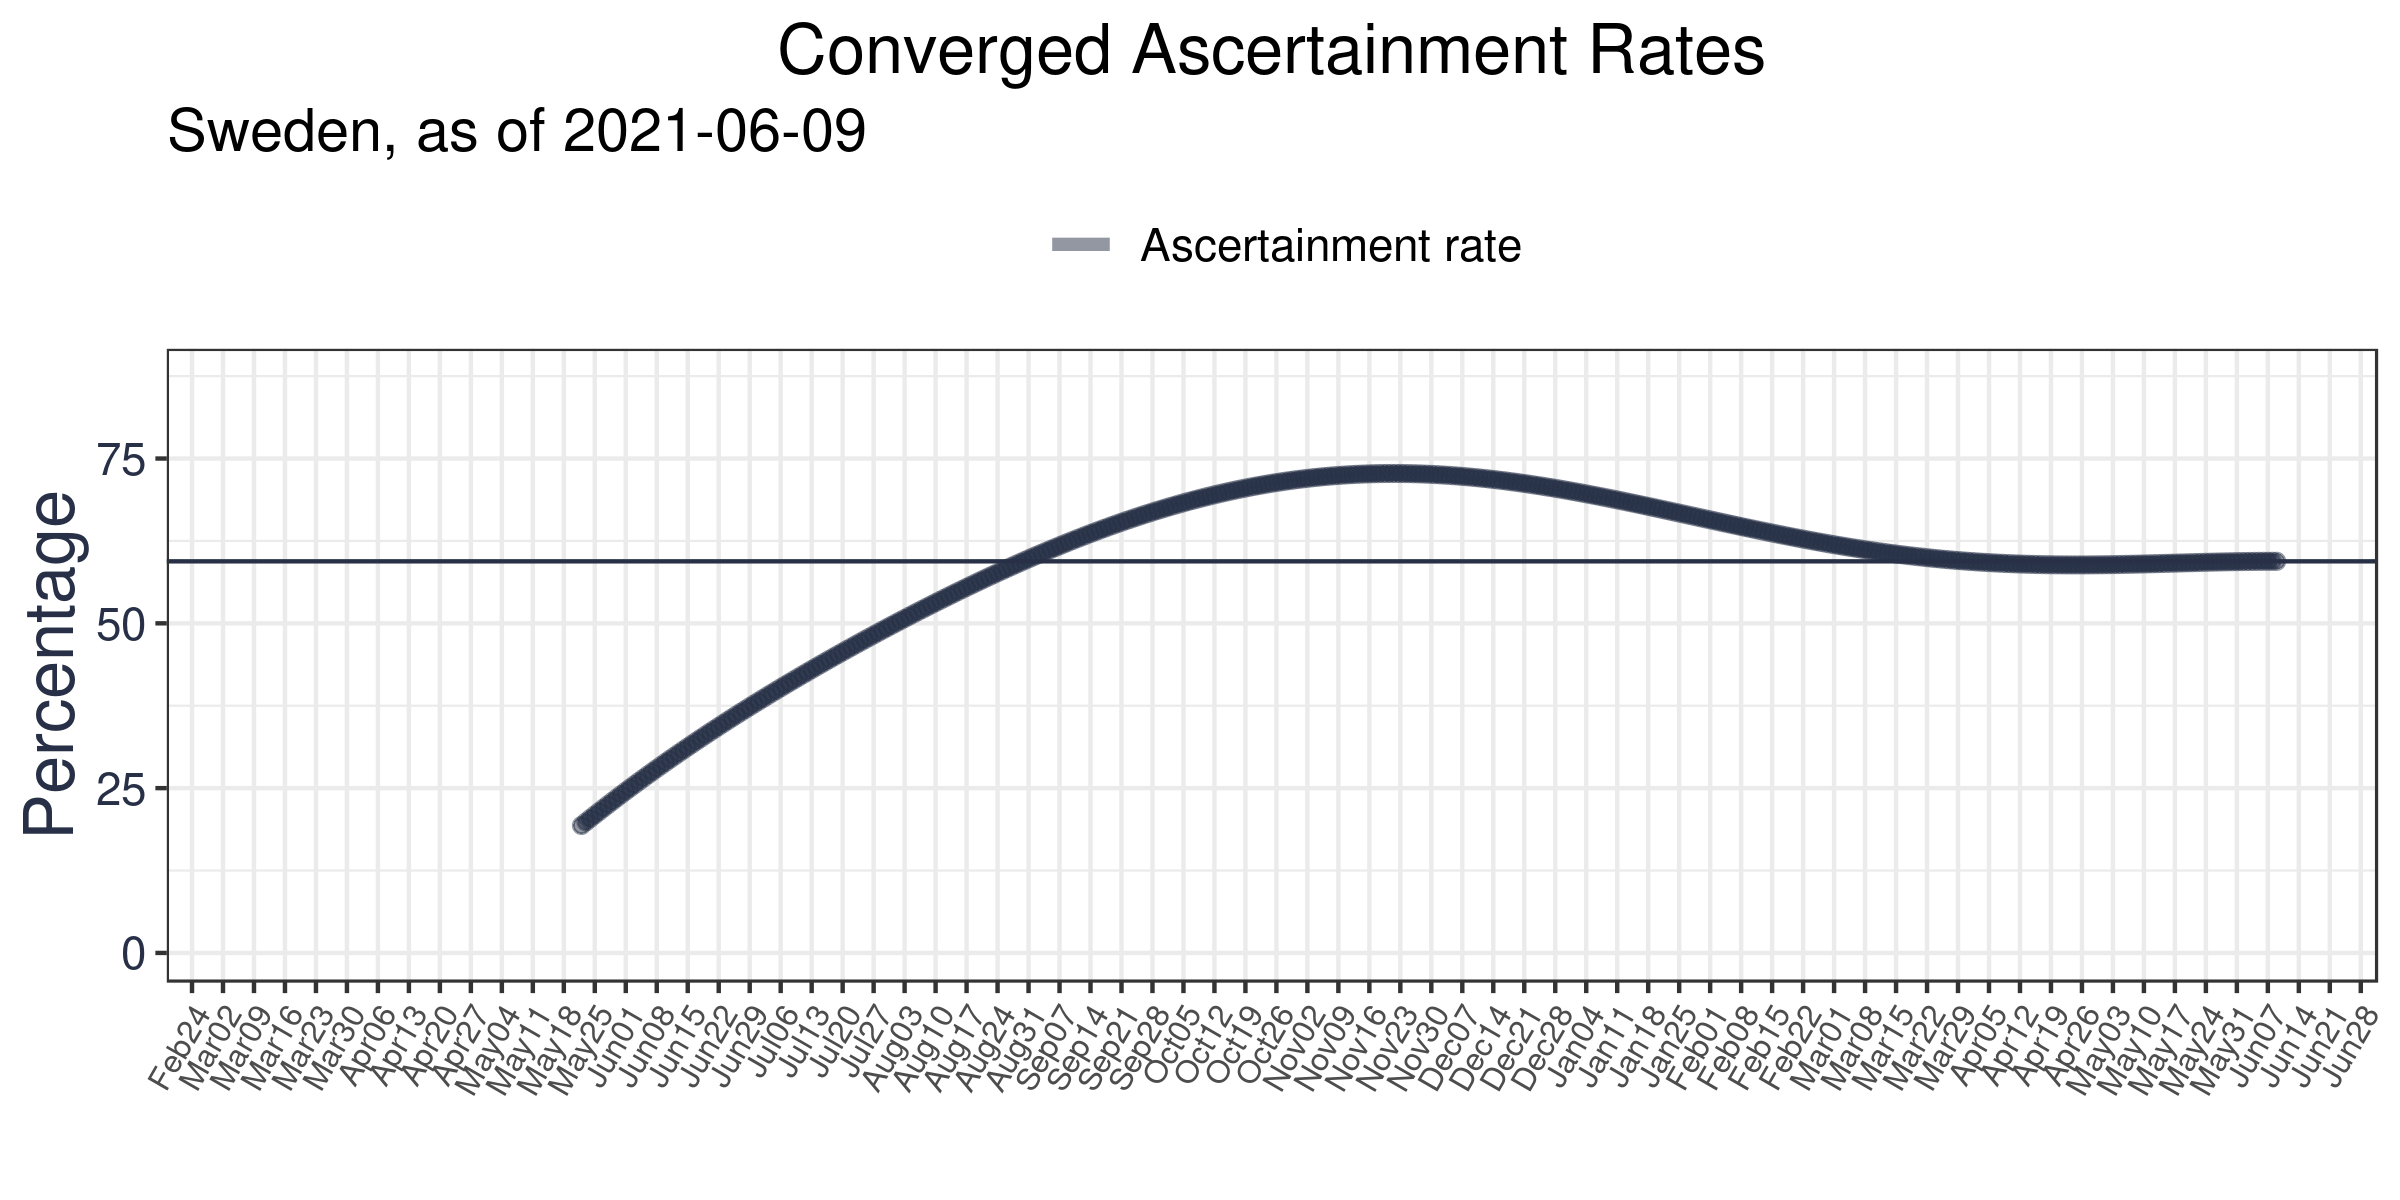 Converged Ascertainment Rates
Sweden, as of 2021-06-09
Ascertainment rate
Percentage
75
50
25
0
Feb24
Mar02
Mar09
Mar16
Mar23
Mar30
Apr06
Apr13
Apr20
Apr27
May04
May11
May18
May25
Jun01
Jun08
Jun15
Jun22
Jun29
Jul06
Jul13
Jul20
Jul27
Aug03
Aug10
Aug17
Aug24
Aug31
Sep07
Sep14
Sep21
Sep28
Oct05
Oct12
Oct19
Oct26
Nov02
Nov09
Nov16
Nov23
Nov30
Dec07
Dec14
Dec21
Dec28
Jan04
Jan11
Jan18
Jan25
Feb01
Feb08
Feb15
Feb22
Mar01
Mar08
Mar15
Mar22
Mar29
Apr05
Apr12
Apr19
Apr26
May03
May10
May17
May24
May31
Jun07
Jun14
Jun21
Jun28